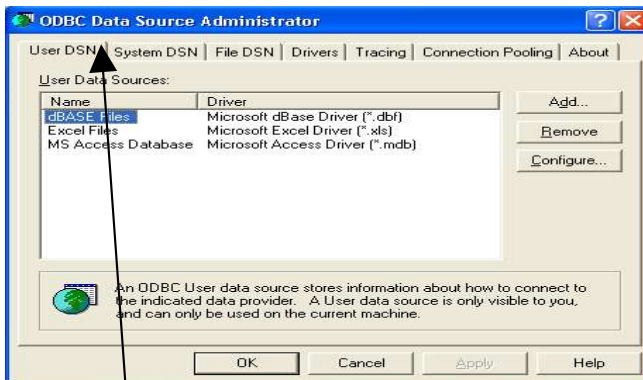 ODBC Data Source Administrator
User DSN System DSN File DSN Drivers Tracing Connection Pooling About
User Data Sources:
Name Driver
dBASE Files Microsoft dBase Driver (*.dbf)
Excel Files Microsoft Excel Driver (*.xls)
MS Access Database Microsoft Access Driver (*.mdb)
Add...
Remove
Configure...
An ODBC User data source stores information about how to connect to
the indicated data provider. A User data source is only visible to you,
and can only be used on the current machine.
OK Cancel Apply Help